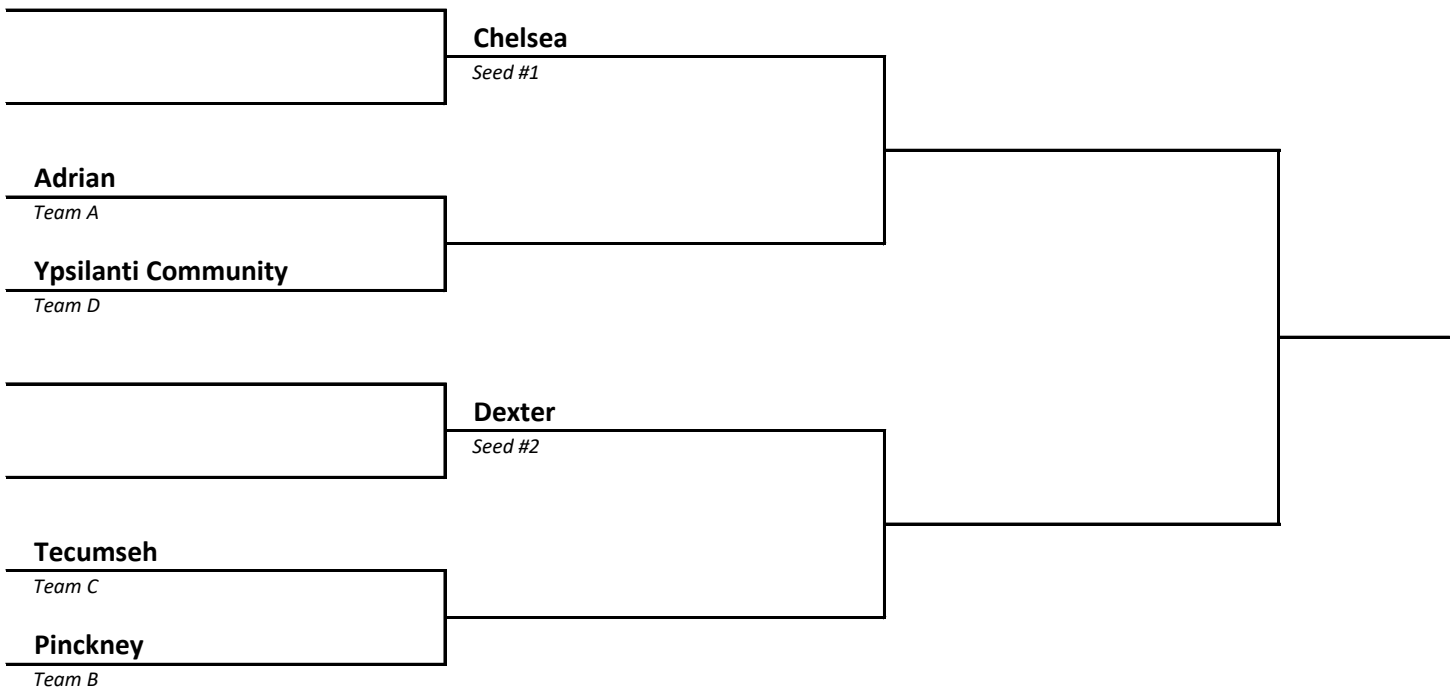 Chelsea
Seed #1
Adrian
Team A
Ypsilanti Community
Team D
Dexter
Seed #2
Tecumseh
Team C
Pinckney
Team B